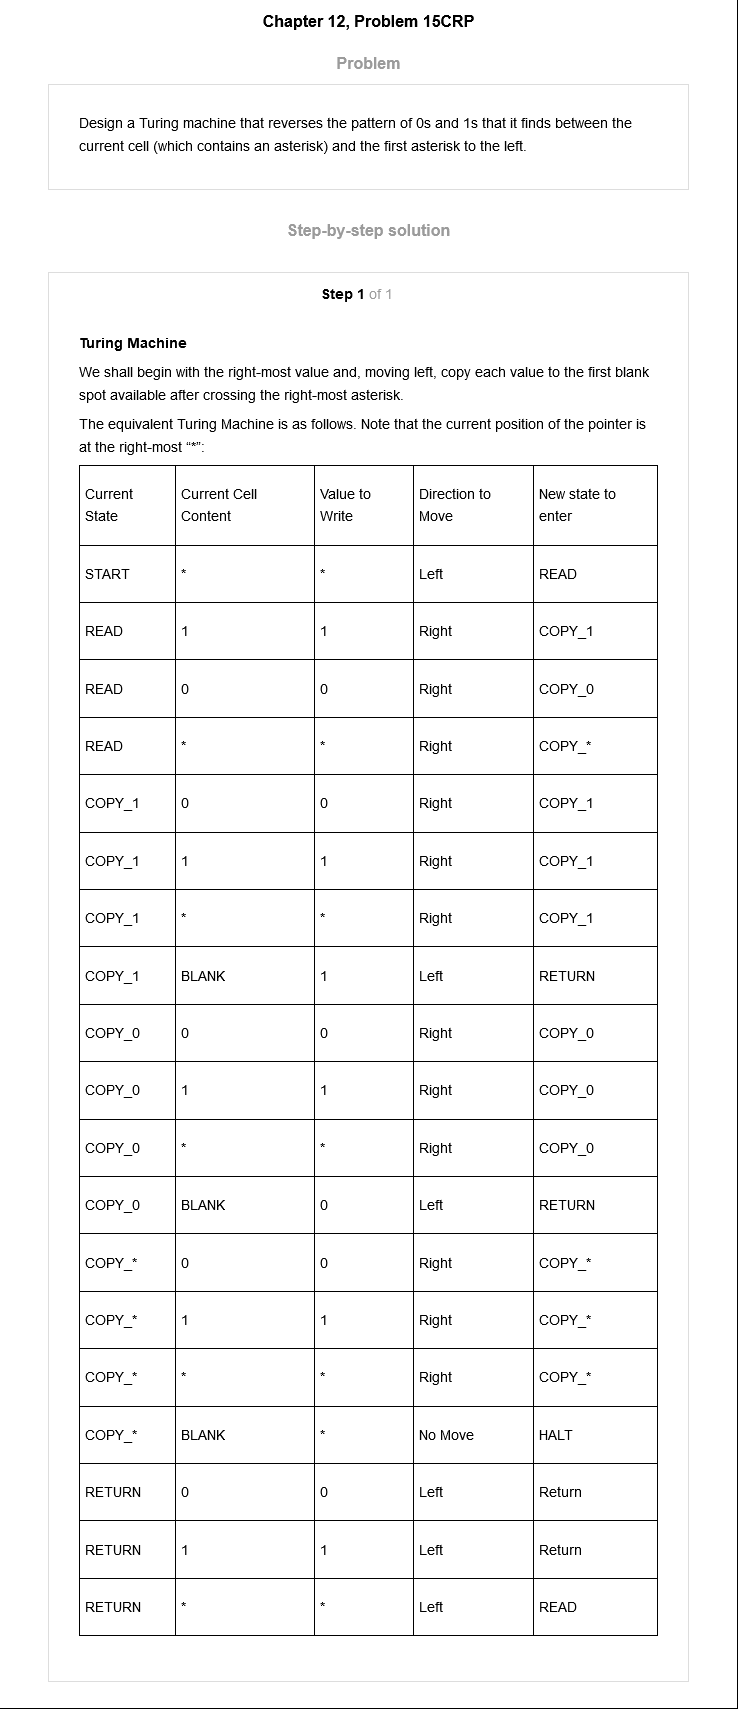 Chapter 12, Problem 15CRP
Problem
Design a Turing machine that reverses the pattern of 0s and 1s that it finds between the
current cell (which contains an asterisk) and the first asterisk to the left.
Step-by-step solution
Step 1 of 1
Turing Machine
We shall begin with the right-most value and, moving left, copy each value to the first blank
spot available after crossing the right-most asterisk.
The equivalent Turing Machine is as follows. Note that the current position of the pointer is
at the right-most “*”:
Current State | Current Cell Content | Value to Write | Direction to Move | New state to enter
START * * Left READ
READ 1 1 Right COPY_1
READ 0 0 Right COPY_0
READ * * Right COPY_*
COPY_1 0 0 Right COPY_1
COPY_1 1 1 Right COPY_1
COPY_1 * * Right COPY_1
COPY_1 BLANK 1 Left RETURN
COPY_0 0 0 Right COPY_0
COPY_0 1 1 Right COPY_0
COPY_0 * * Right COPY_0
COPY_0 BLANK 0 Left RETURN
COPY_* 0 0 Right COPY_*
COPY_* 1 1 Right COPY_*
COPY_* * * Right COPY_*
COPY_* BLANK * No Move HALT
RETURN 0 0 Left Return
RETURN 1 1 Left Return
RETURN * * Left READ